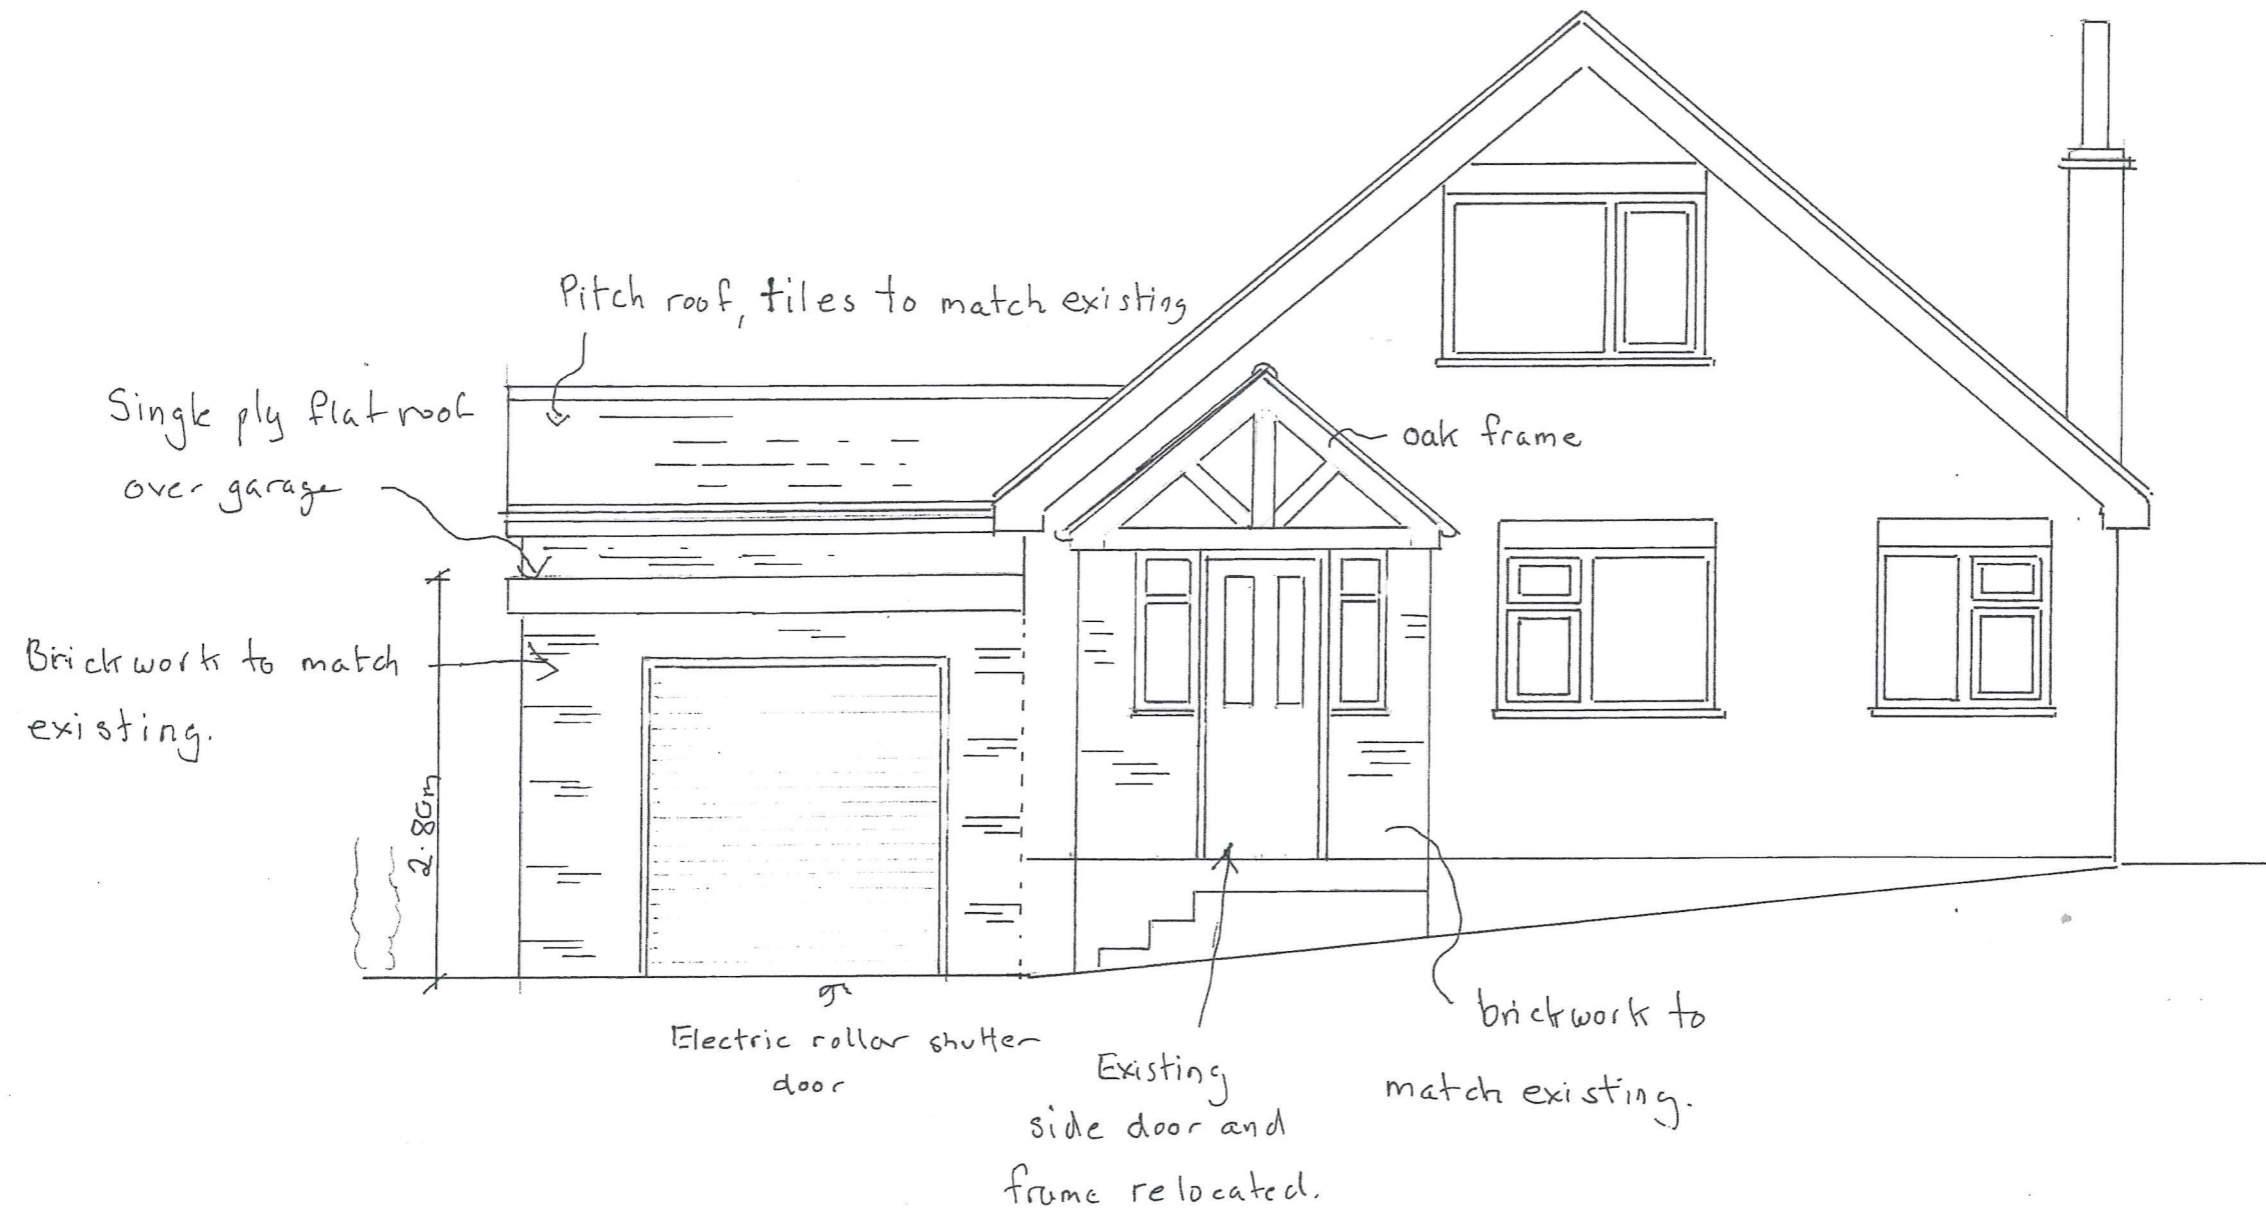 Pitch roof, tiles to match existing
Single ply flat roof
over garage
oak frame
Brickwork to match
existing.
2.80m
Electric rollar shutter
door
Existing
side door and
frame relocated.
brickwork to
match existing.